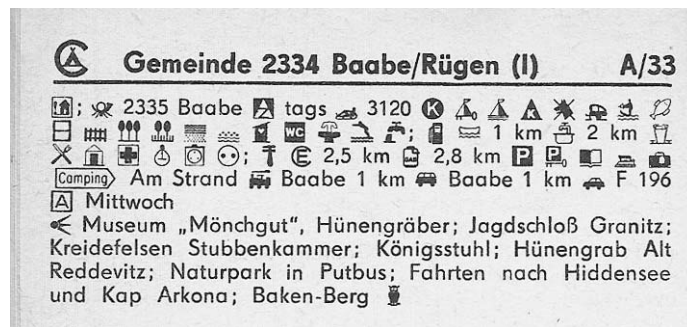 Gemeinde 2334 Baabe/Rügen (I) A/33
; 2335 Baabe tags 3120 K
WC ; 1 km 2 km
; E 2,5 km 2,8 km P P
Camping Am Strand Baabe 1 km Baabe 1 km F 196
A Mittwoch
Museum „Mönchgut“, Hünengräber; Jagdschloß Granitz;
Kreidefelsen Stubbenkammer; Königsstuhl; Hünengrab Alt
Reddevitz; Naturpark in Putbus; Fahrten nach Hiddensee
und Kap Arkona; Baken-Berg